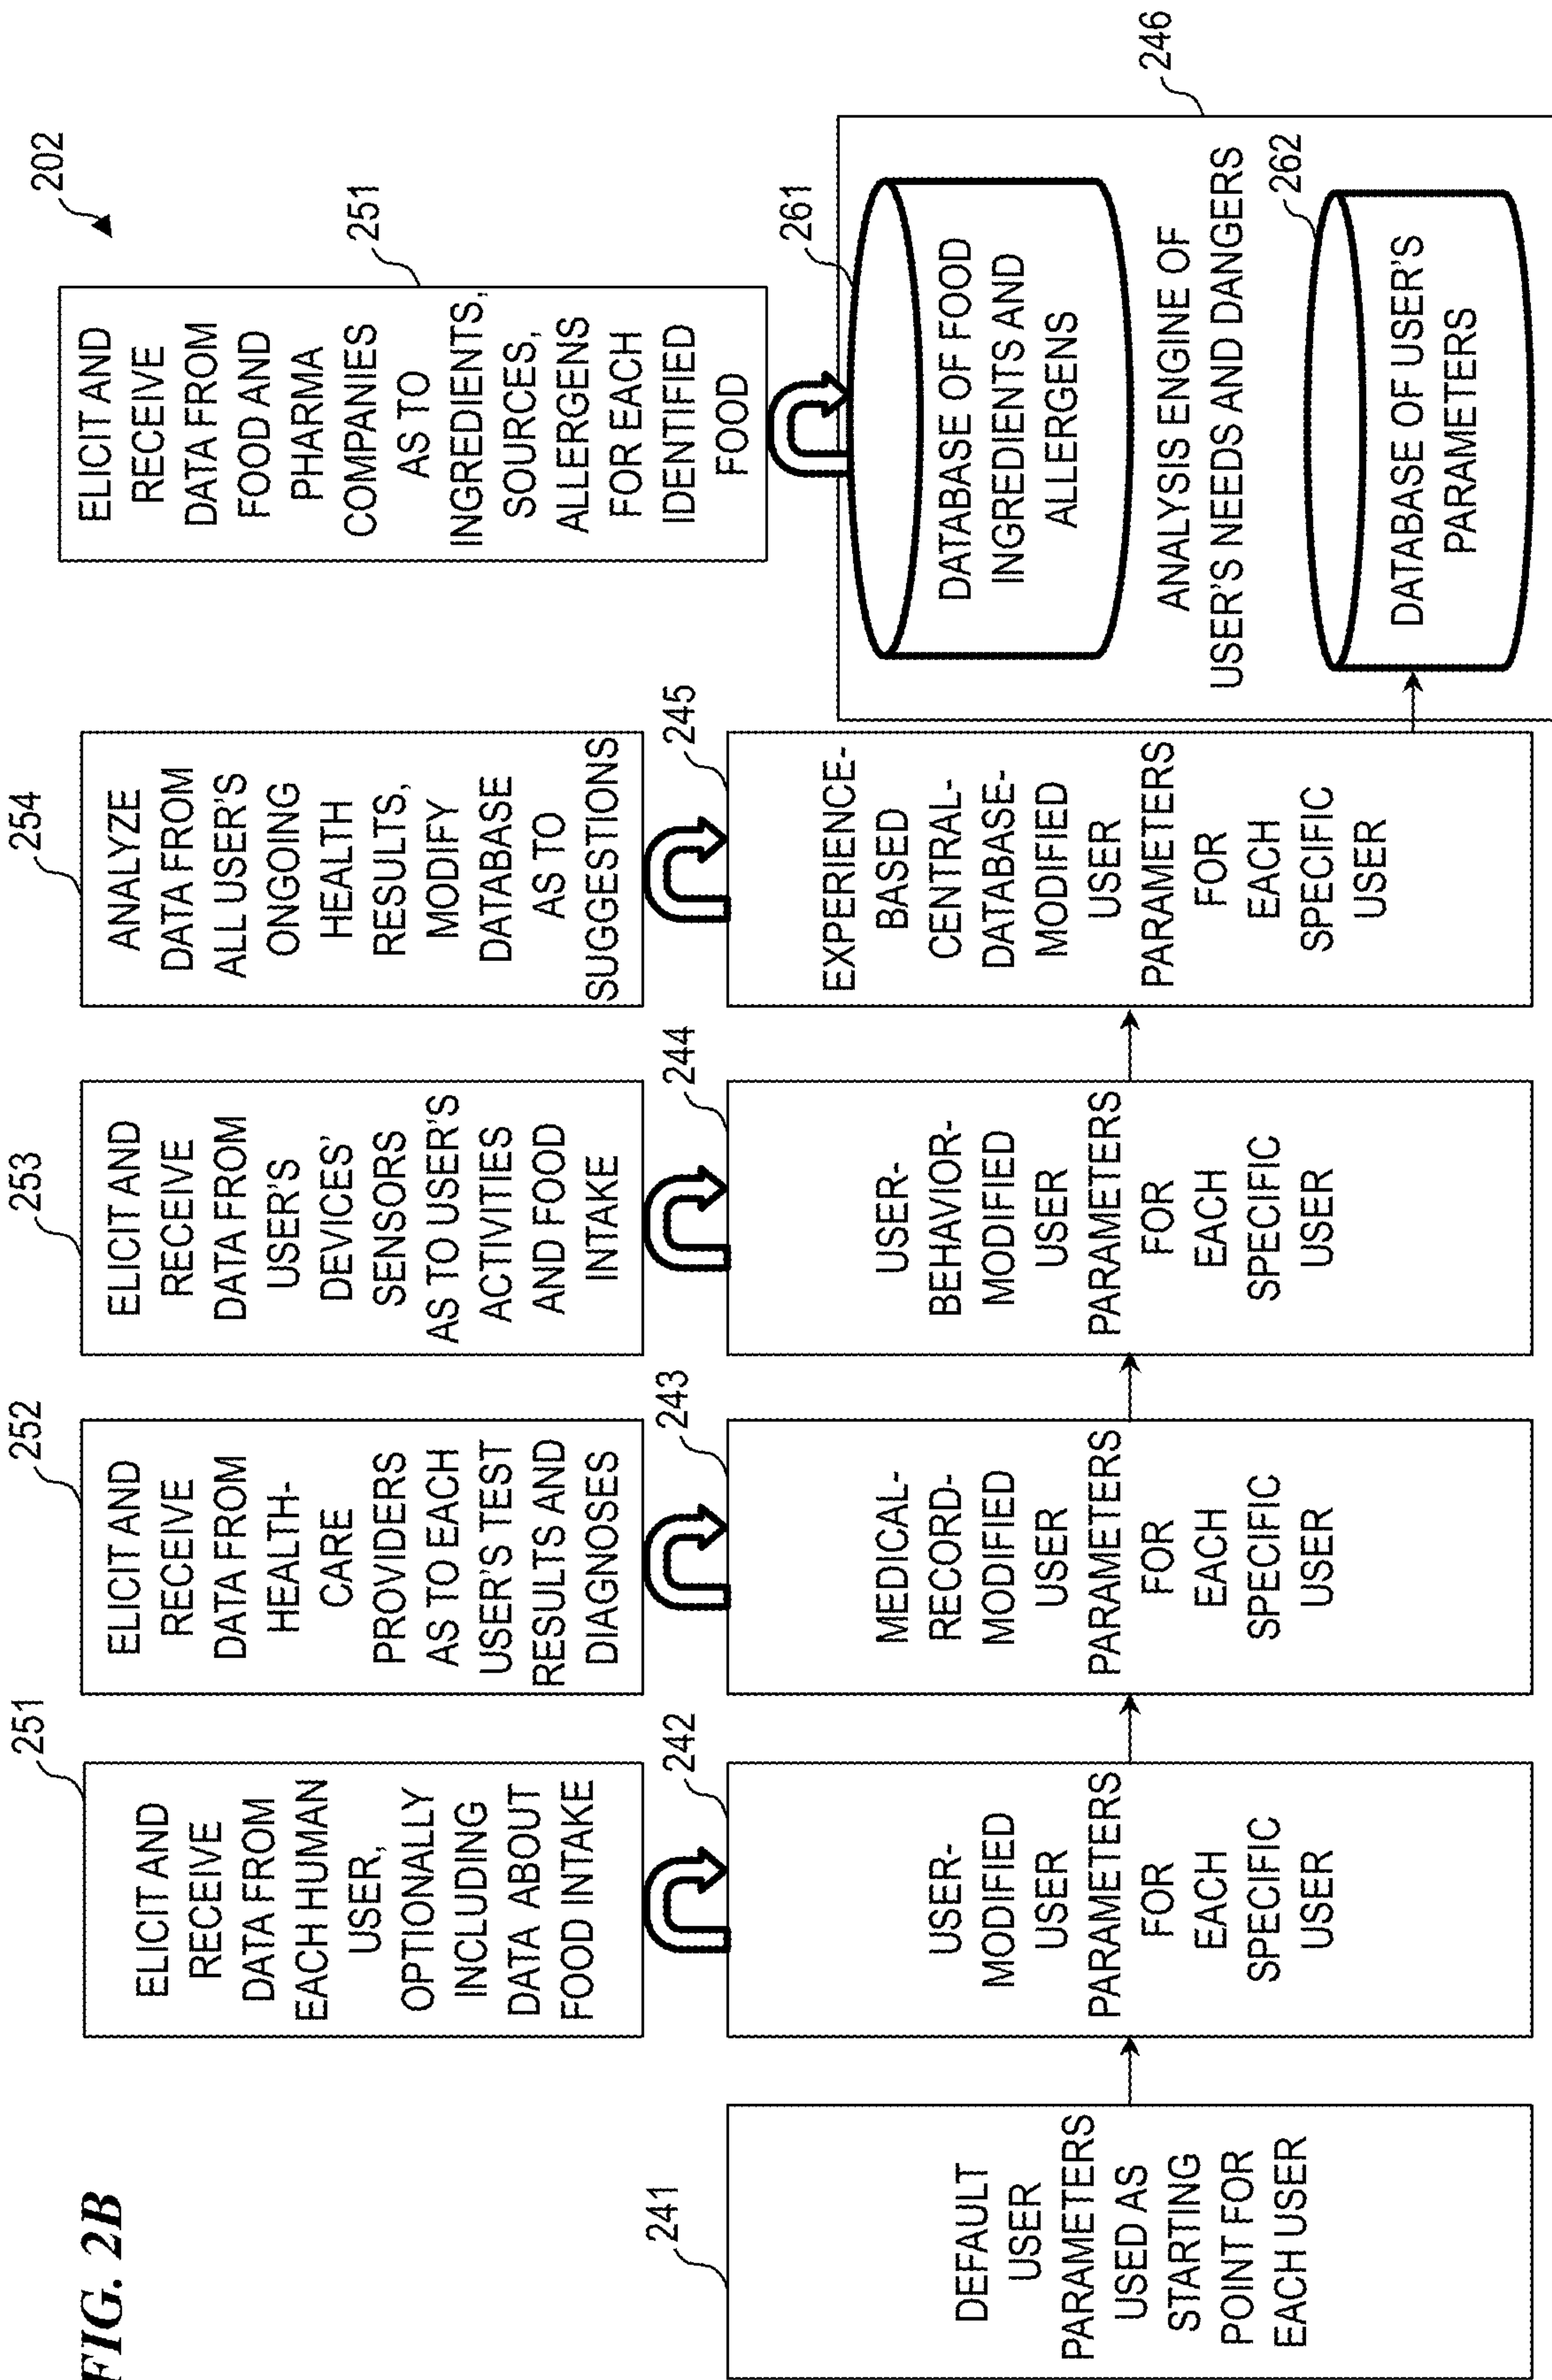 FIG. 2B
202
251
ELICIT AND
RECEIVE
DATA FROM
EACH HUMAN
USER,
OPTIONALLY
INCLUDING
DATA ABOUT
FOOD INTAKE
252
ELICIT AND
RECEIVE
DATA FROM
HEALTH-
CARE
PROVIDERS
AS TO EACH
USER'S TEST
RESULTS AND
DIAGNOSES
253
ELICIT AND
RECEIVE
DATA FROM
USER'S
DEVICES'
SENSORS
AS TO USER'S
ACTIVITIES
AND FOOD
INTAKE
254
ANALYZE
DATA FROM
ALL USER'S
ONGOING
HEALTH
RESULTS,
MODIFY
DATABASE
AS TO
SUGGESTIONS
251
ELICIT AND
RECEIVE
DATA FROM
FOOD AND
PHARMA
COMPANIES
AS TO
INGREDIENTS,
SOURCES,
ALLERGENS
FOR EACH
IDENTIFIED
FOOD
241
DEFAULT
USER
PARAMETERS
USED AS
STARTING
POINT FOR
EACH USER
242
USER-
MODIFIED
USER
PARAMETERS
FOR
EACH
SPECIFIC
USER
243
MEDICAL-
RECORD-
MODIFIED
USER
PARAMETERS
FOR
EACH
SPECIFIC
USER
244
USER-
BEHAVIOR-
MODIFIED
USER
PARAMETERS
FOR
EACH
SPECIFIC
USER
245
EXPERIENCE-
BASED
CENTRAL-
DATABASE-
MODIFIED
USER
PARAMETERS
FOR
EACH
SPECIFIC
USER
261
DATABASE OF FOOD
INGREDIENTS AND
ALLERGENS
246
ANALYSIS ENGINE OF
USER'S NEEDS AND DANGERS
262
DATABASE OF USER'S
PARAMETERS